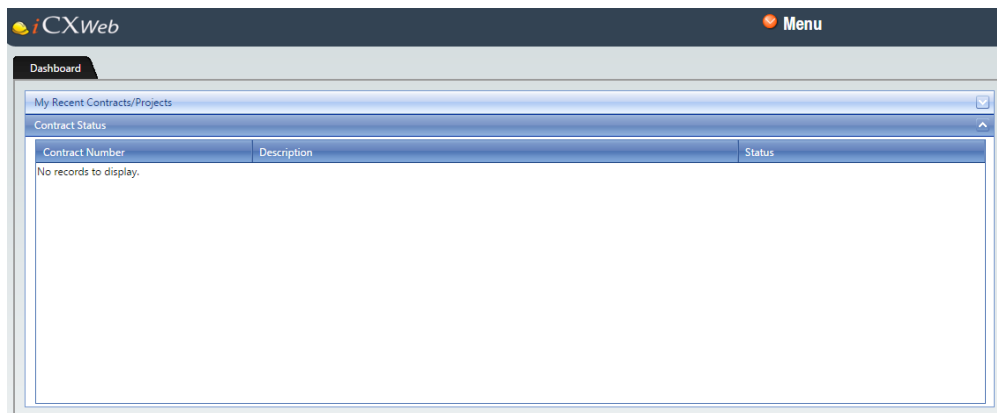 iCXWeb
Menu
Dashboard
My Recent Contracts/Projects
Contract Status
Contract Number Description Status
No records to display.